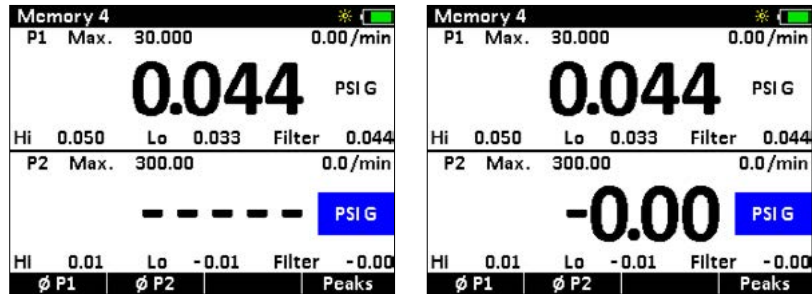 Memory 4
P1 Max. 30.000 0.00/min
0.044 PSI G
Hi 0.050 Lo 0.033 Filter 0.044
P2 Max. 300.00 0.0/min
- - - - - PSI G
Hi 0.01 Lo -0.01 Filter -0.00
ø P1 ø P2 Peaks
Memory 4
P1 Max. 30.000 0.00/min
0.044 PSI G
Hi 0.050 Lo 0.033 Filter 0.044
P2 Max. 300.00 0.0/min
-0.00 PSI G
Hi 0.01 Lo -0.01 Filter -0.00
ø P1 ø P2 Peaks